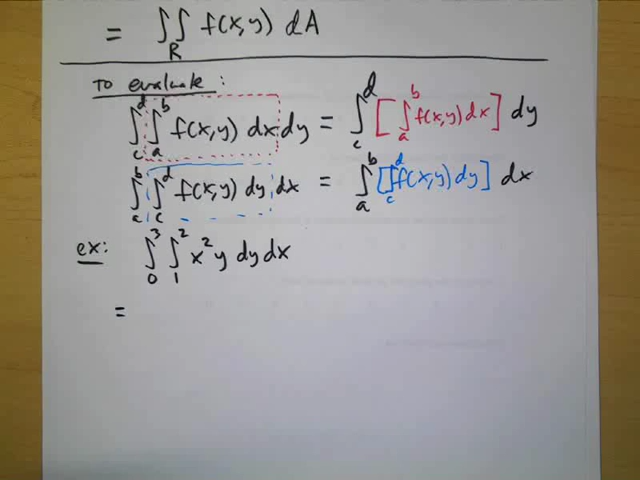 = ∫∫_R f(x,y) dA
To evaluate:
∫_c^d ∫_a^b f(x,y) dx dy = ∫_c^d [∫_a^b f(x,y) dx] dy
∫_a^b ∫_c^d f(x,y) dy dx = ∫_a^b [∫_c^d f(x,y) dy] dx
ex: ∫_0^3 ∫_1^2 x^2 y dy dx
=